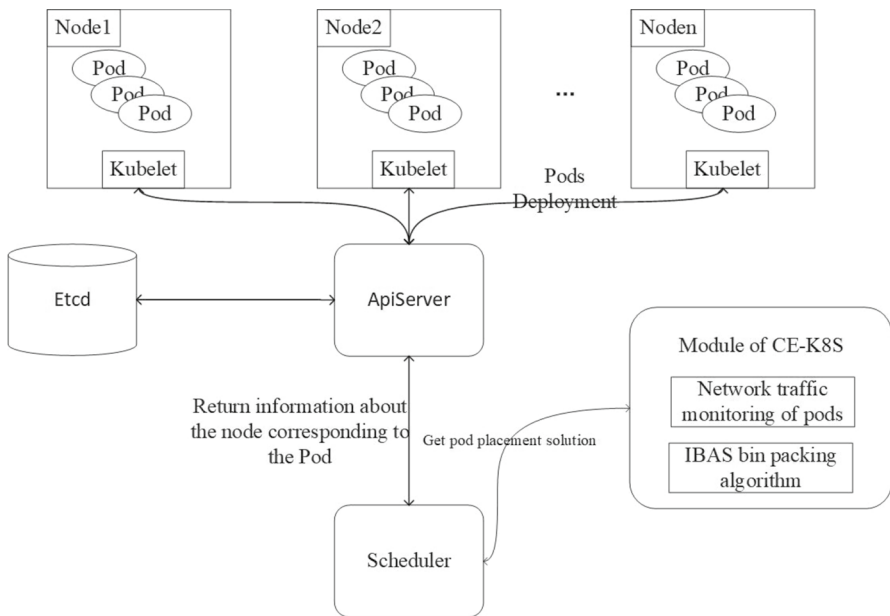 Node1
Pod
Pod
Pod
Kubelet
Node2
Pod
Pod
Pod
Kubelet
...
Noden
Pod
Pod
Pod
Kubelet
Pods
Deployment
Etcd
ApiServer
Return information about
the node corresponding to
the Pod
Get pod placement solution
Module of CE-K8S
Network traffic
monitoring of pods
IBAS bin packing
algorithm
Scheduler